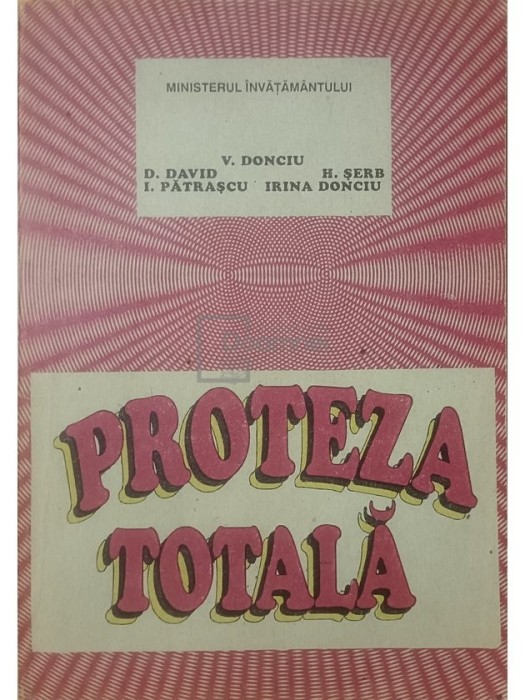 MINISTERUL ÎNVĂȚĂMÂNTULUI
V. DONCIU
D. DAVID H. ȘERB
I. PĂTRAȘCU IRINA DONCIU
PROTEZA
TOTALĂ